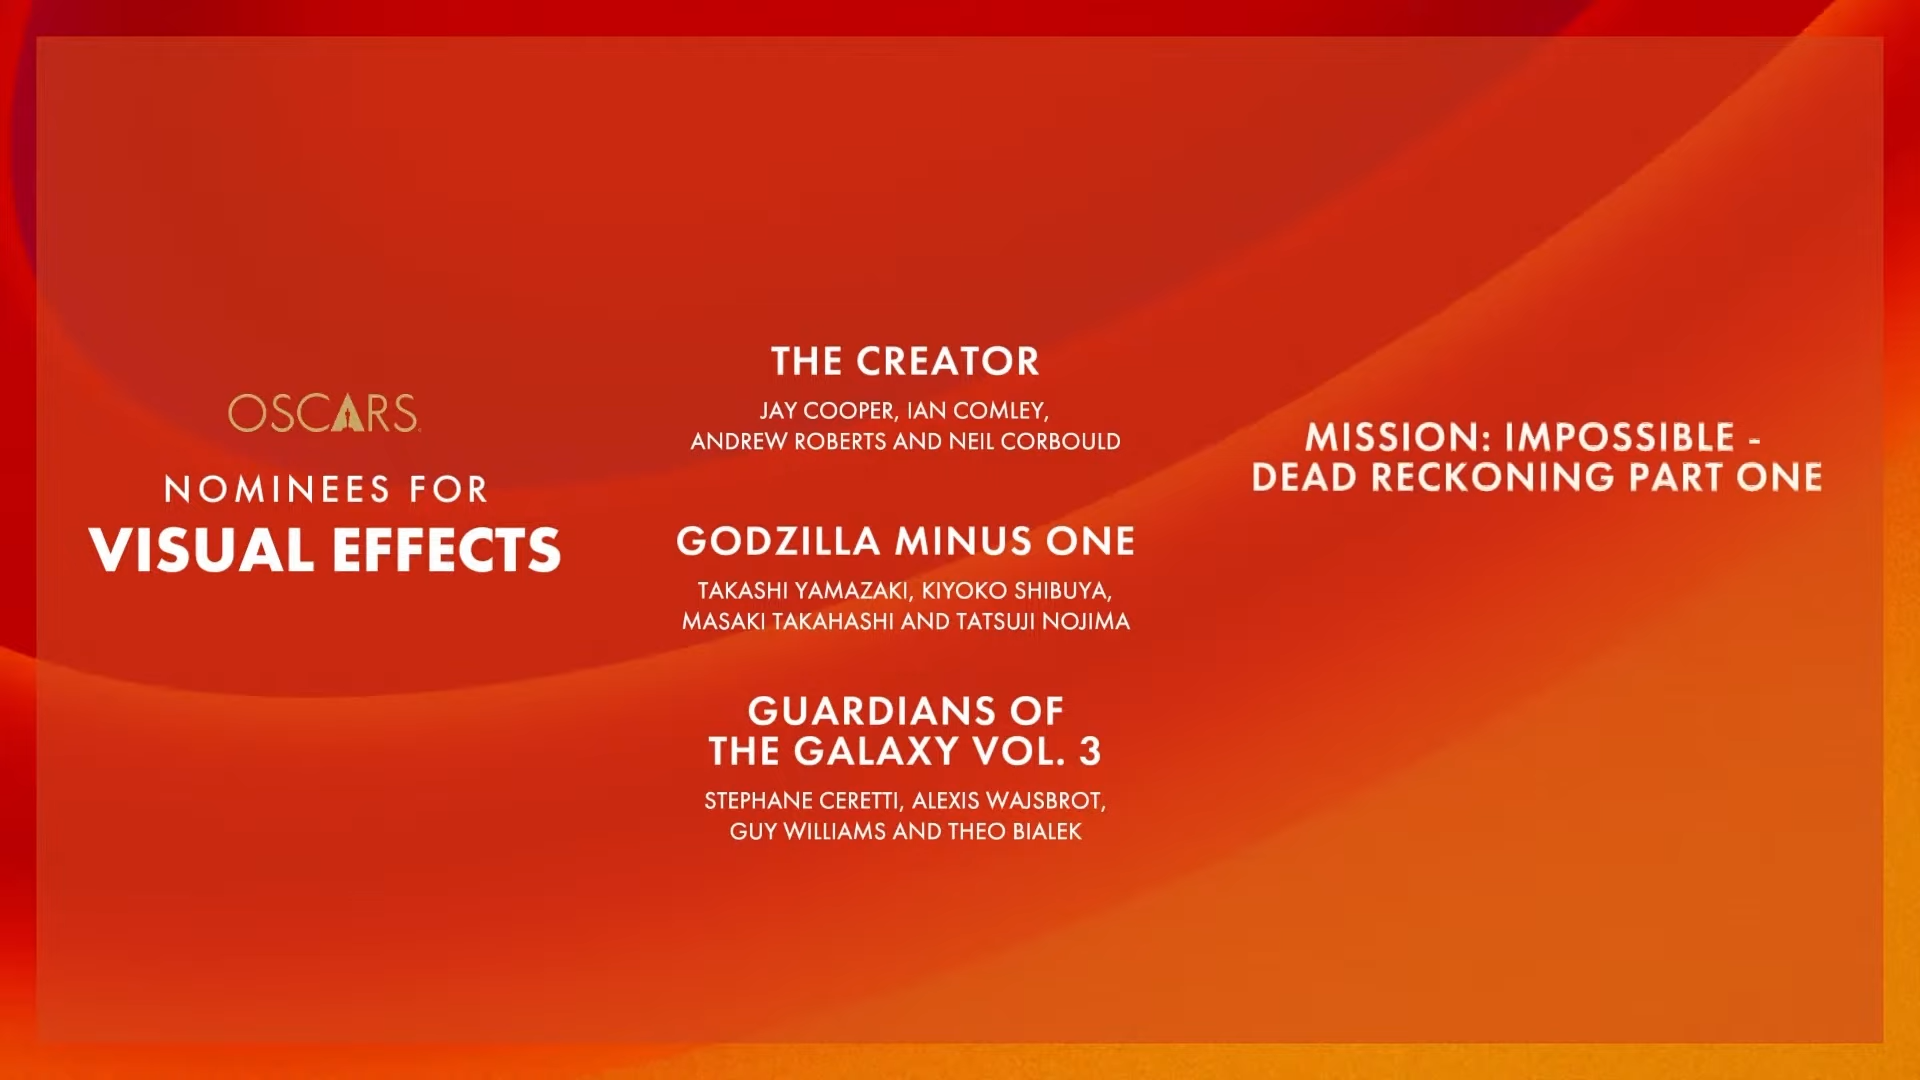 OSCARS
NOMINEES FOR
VISUAL EFFECTS
THE CREATOR
JAY COOPER, IAN COMLEY,
ANDREW ROBERTS AND NEIL CORBOULD
GODZILLA MINUS ONE
TAKASHI YAMAZAKI, KIYOKO SHIBUYA,
MASAKI TAKAHASHI AND TATSUJI NOJIMA
GUARDIANS OF
THE GALAXY VOL. 3
STEPHANE CERETTI, ALEXIS WAJSBROT,
GUY WILLIAMS AND THEO BIALEK
MISSION: IMPOSSIBLE -
DEAD RECKONING PART ONE